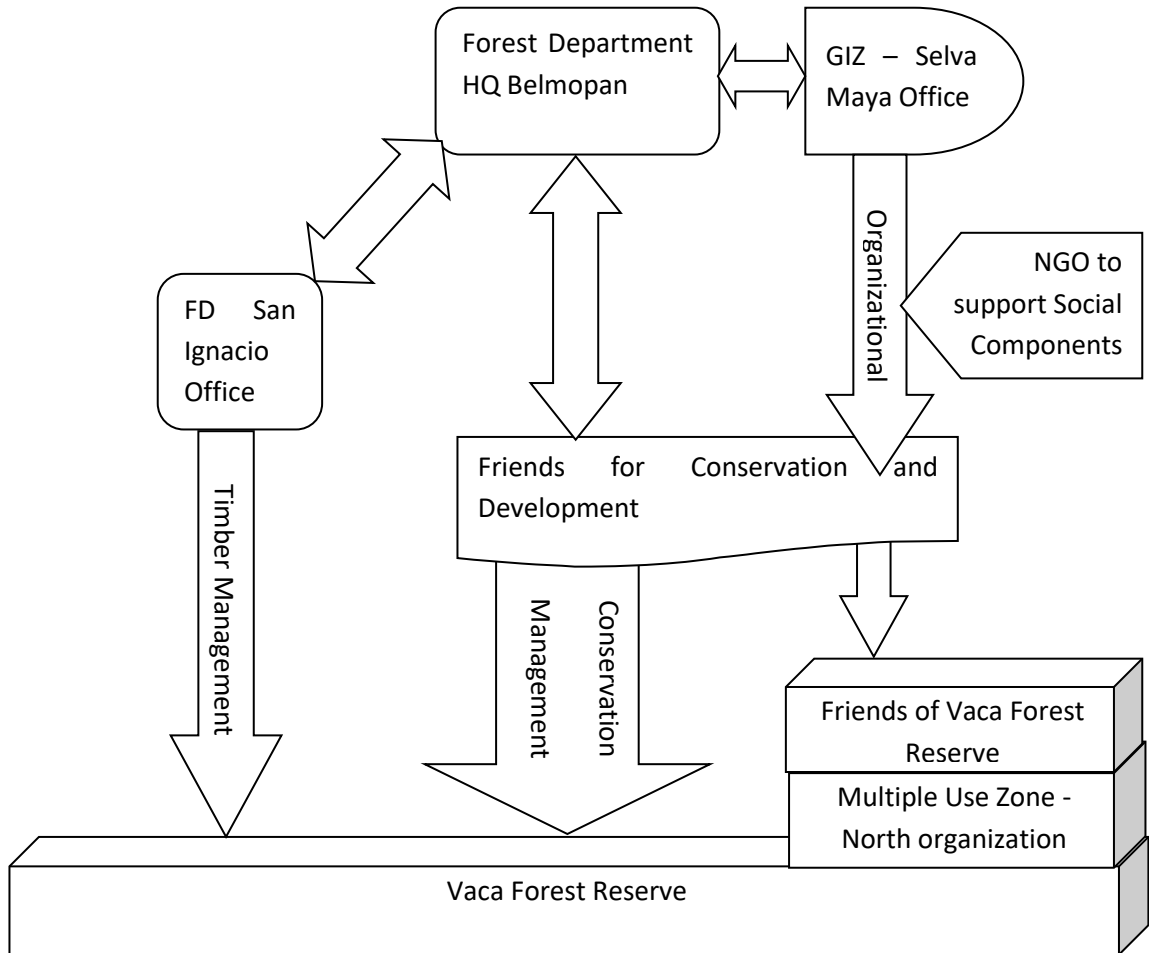 Forest Department
HQ Belmopan
GIZ – Selva
Maya Office
Organizational
NGO to
support Social
Components
FD San
Ignacio
Office
Timber Management
Friends for Conservation and
Development
Conservation
Management
Friends of Vaca Forest
Reserve
Multiple Use Zone -
North organization
Vaca Forest Reserve